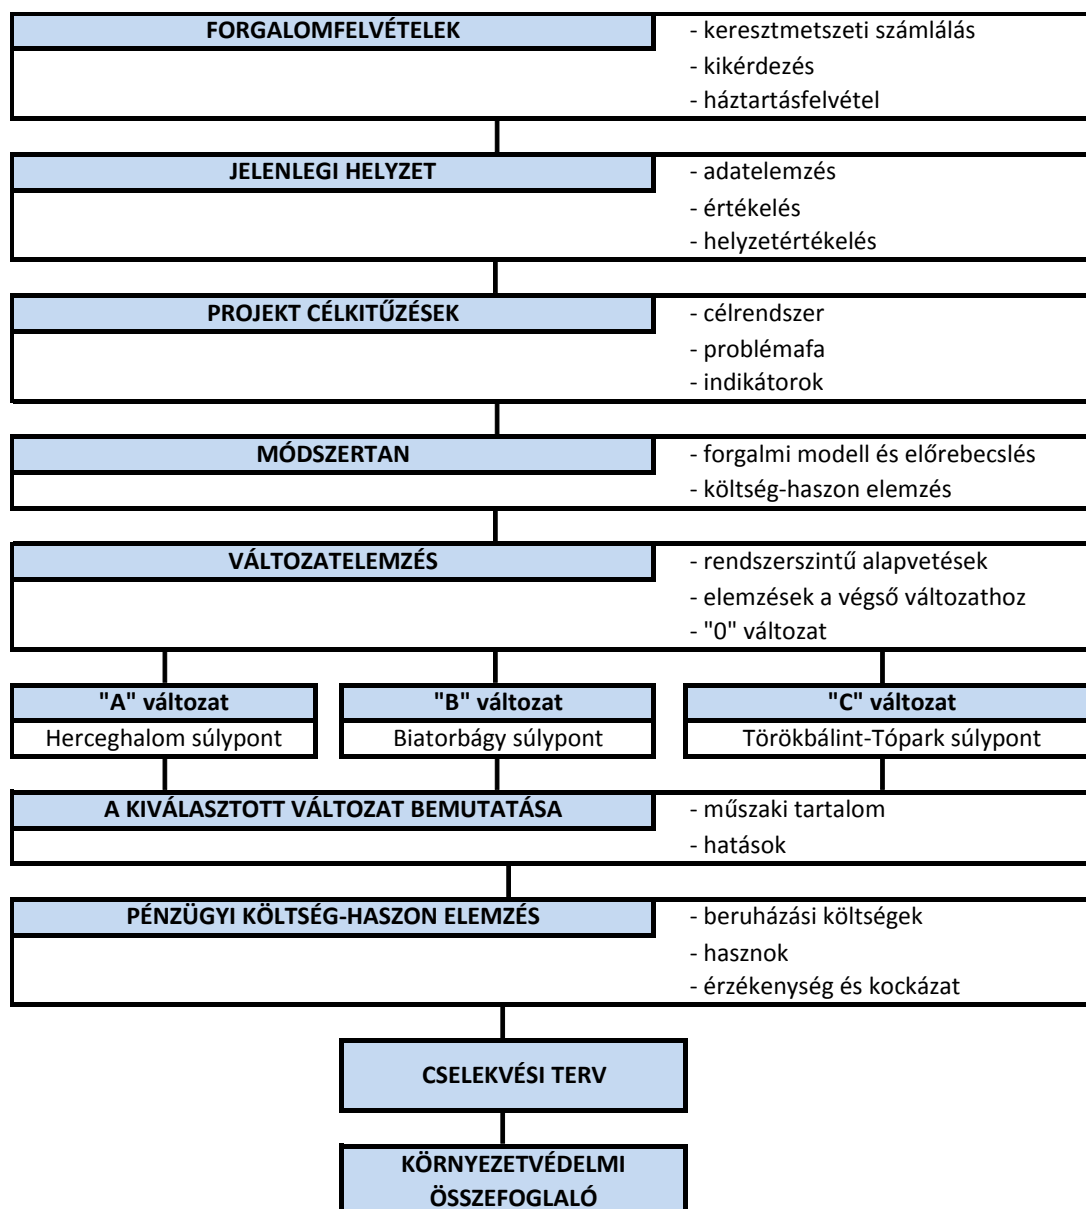 FORGALOMFELVÉTELEK
- keresztmetszeti számlálás
- kikérdezés
- háztartásfelvétel
JELENLEGI HELYZET
- adatelemzés
- értékelés
- helyzetértékelés
PROJEKT CÉLKITŰZÉSEK
- célrendszer
- problémafa
- indikátorok
MÓDSZERTAN
- forgalmi modell és előrebecslés
- költség-haszon elemzés
VÁLTOZATELEMZÉS
- rendszerszintű alapvetések
- elemzések a végső változathoz
- "0" változat
"A" változat
Herceghalom súlypont
"B" változat
Biatorbágy súlypont
"C" változat
Törökbálint-Tópark súlypont
A KIVÁLASZTOTT VÁLTOZAT BEMUTATÁSA
- műszaki tartalom
- hatások
PÉNZÜGYI KÖLTSÉG-HASZON ELEMZÉS
- beruházási költségek
- hasznok
- érzékenység és kockázat
CSELEKVÉSI TERV
KÖRNYEZETVÉDELMI
ÖSSZEFOGLALÓ